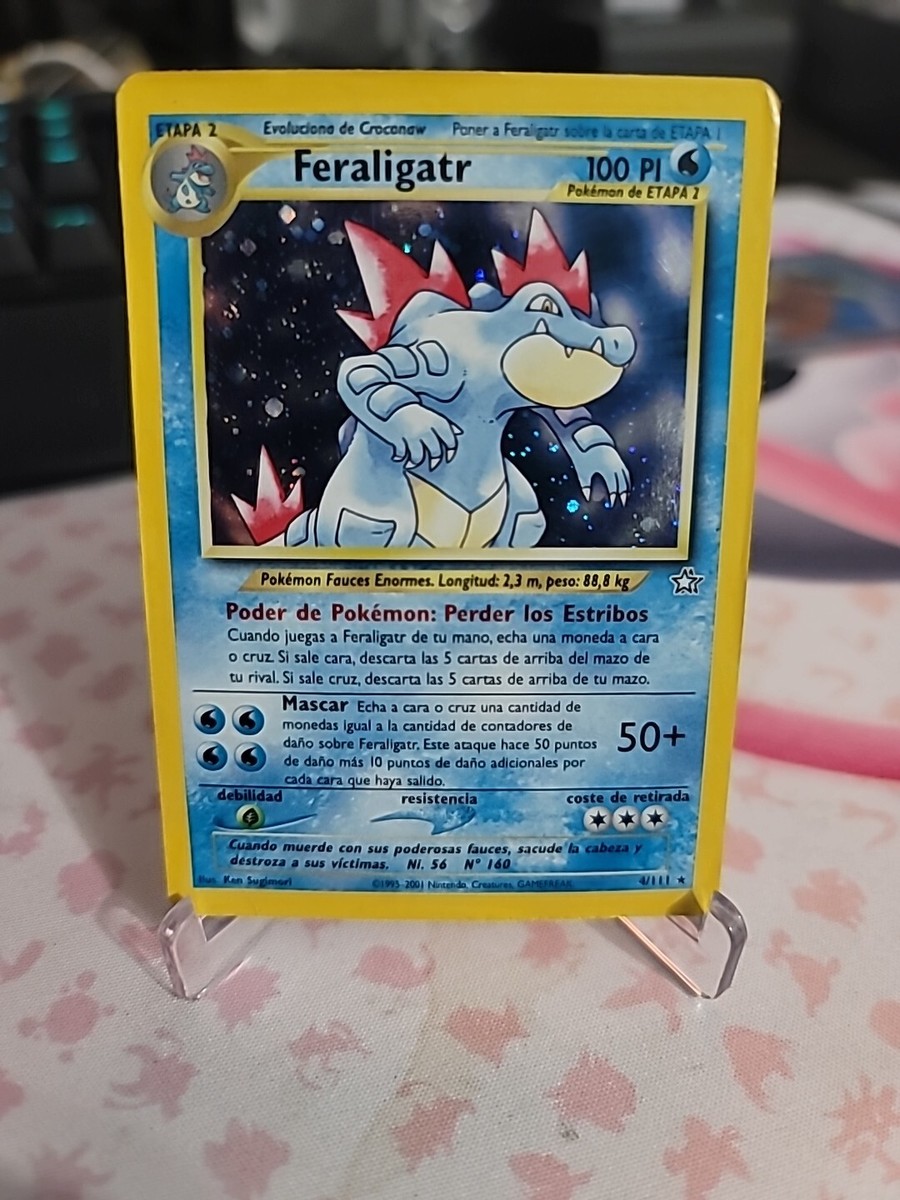 ETAPA 2
Evoluciona de Croconaw
Poner a Feraligatr sobre la carta de ETAPA 1
Feraligatr
100 PI
Pokémon de ETAPA 2
Pokémon Fauces Enormes. Longitud: 2,3 m, peso: 88,8 kg
Poder de Pokémon: Perder los Estribos
Cuando juegas a Feraligatr de tu mano, echa una moneda a cara
o cruz. Si sale cara, descarta las 5 cartas de arriba del mazo de
tu rival. Si sale cruz, descarta las 5 cartas de arriba de tu mazo.
Mascar Echa a cara o cruz una cantidad de
monedas igual a la cantidad de contadores de
daño sobre Feraligatr. Este ataque hace 50 puntos
de daño más 10 puntos de daño adicionales por
cada cara que haya salido.
50+
debilidad
resistencia
coste de retirada
Cuando muerde con sus poderosas fauces, sacude la cabeza y
destroza a sus víctimas. Ni. 56 Nº 160
Ilus. Ken Sugimori
©1995-2001 Nintendo, Creatures, GAMEFREAK.
4/111 ★